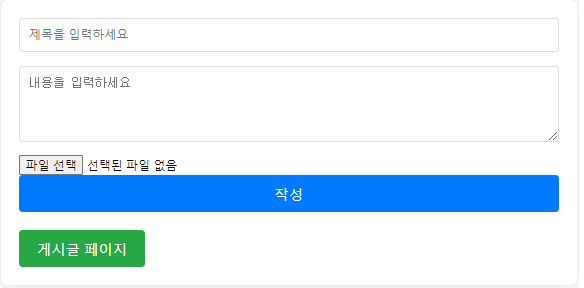 제목을 입력하세요
내용을 입력하세요
파일 선택 선택된 파일 없음
작성
게시글 페이지